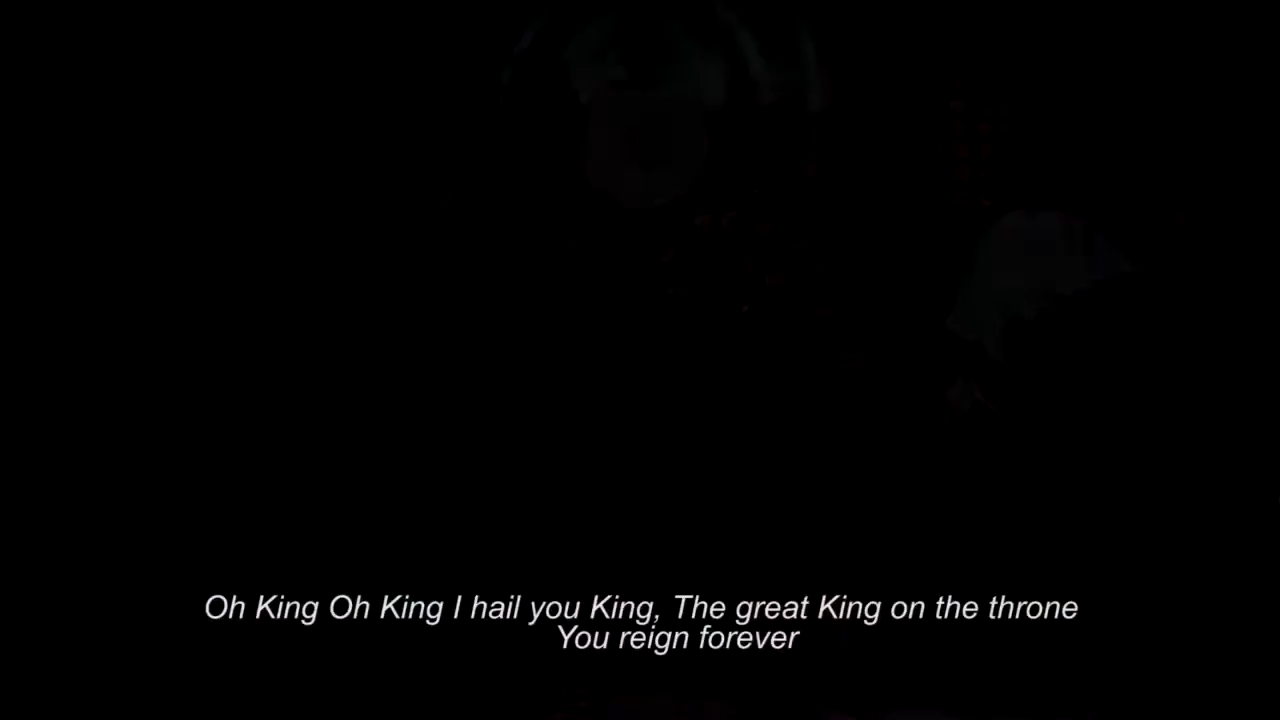 Oh King Oh King I hail you King, The great King on the throne
You reign forever